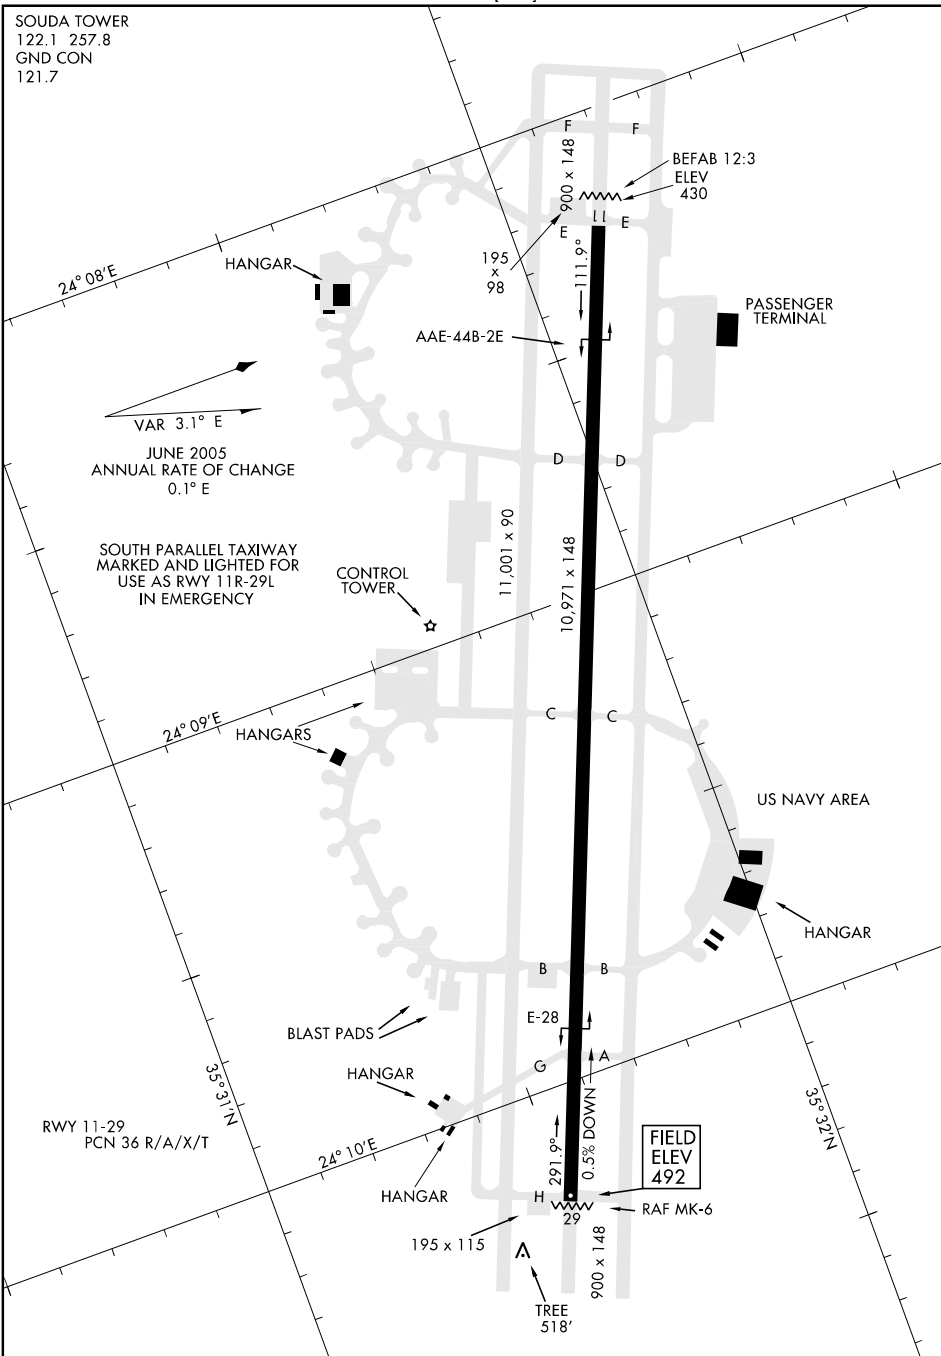 SOUDA TOWER
122.1 257.8
GND CON
121.7
F
F
900 x 148
BEFAB 12:3
ELEV
430
11
E
E
195
x
98
111.9°
HANGAR
24° 08'E
PASSENGER
TERMINAL
AAE-44B-2E
VAR 3.1° E
JUNE 2005
ANNUAL RATE OF CHANGE
0.1° E
D
D
11,001 x 90
10,971 x 148
SOUTH PARALLEL TAXIWAY
MARKED AND LIGHTED FOR
USE AS RWY 11R-29L
IN EMERGENCY
CONTROL
TOWER
C
C
24° 09'E
HANGARS
US NAVY AREA
HANGAR
B
B
E-28
BLAST PADS
G
A
HANGAR
35° 31'N
35° 32'N
RWY 11-29
PCN 36 R/A/X/T
24° 10'E
291.9°
0.5% DOWN
FIELD
ELEV
492
HANGAR
H
RAF MK-6
29
195 x 115
900 x 148
TREE
518'